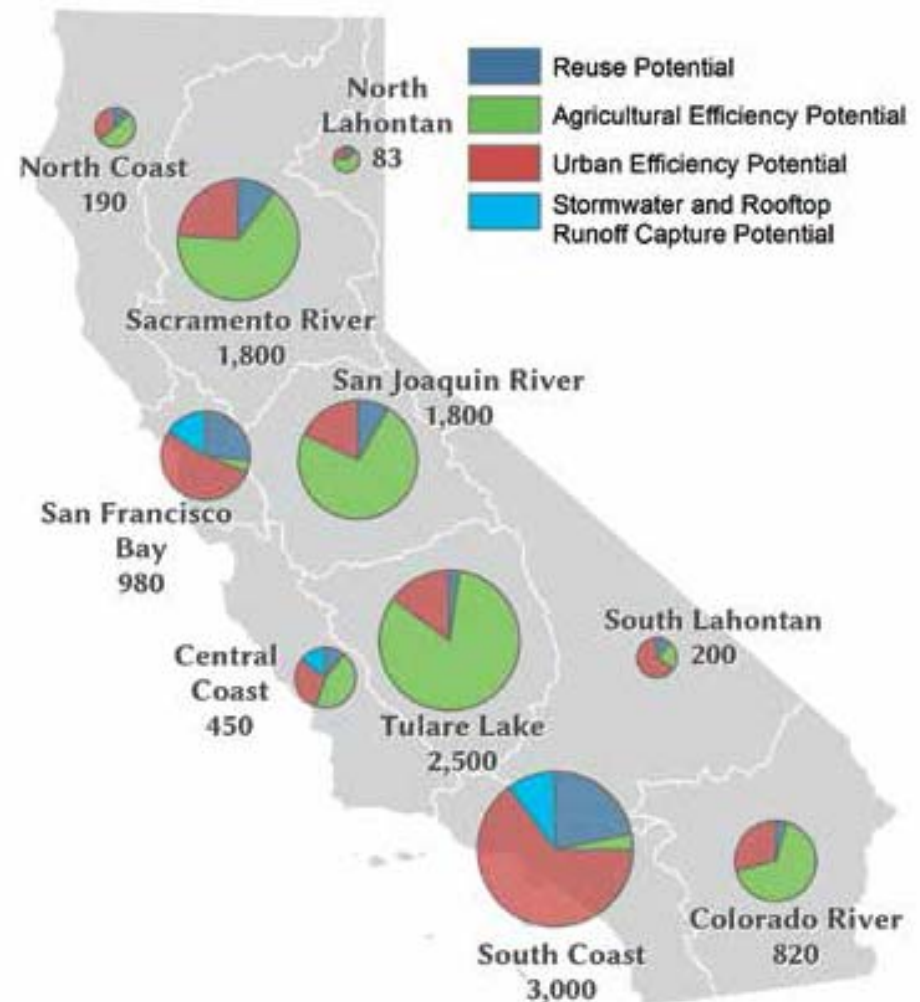 Reuse Potential
Agricultural Efficiency Potential
Urban Efficiency Potential
Stormwater and Rooftop
Runoff Capture Potential
North
Lahontan
83
North Coast
190
Sacramento River
1,800
San Joaquin River
1,800
San Francisco
Bay
980
Central
Coast
450
Tulare Lake
2,500
South Lahontan
200
South Coast
3,000
Colorado River
820